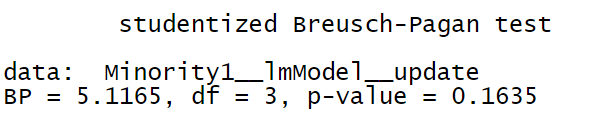 studentized Breusch-Pagan test
data:  Minority1__lmModel__update
BP = 5.1165, df = 3, p-value = 0.1635